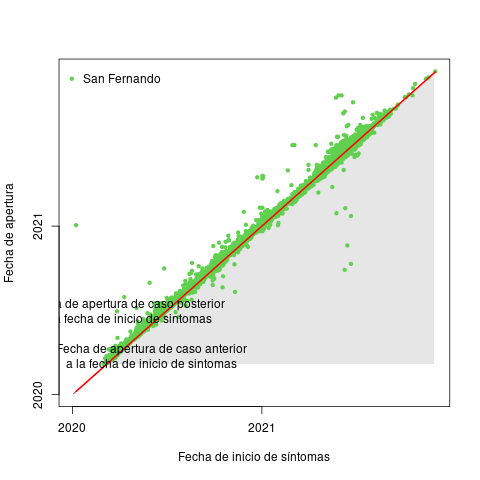 San Fernando
2021
Fecha de apertura
de apertura de caso posterior
fecha de inicio de síntomas
Fecha de apertura de caso anterior
a la fecha de inicio de síntomas
2020
2020
2021
Fecha de inicio de síntomas